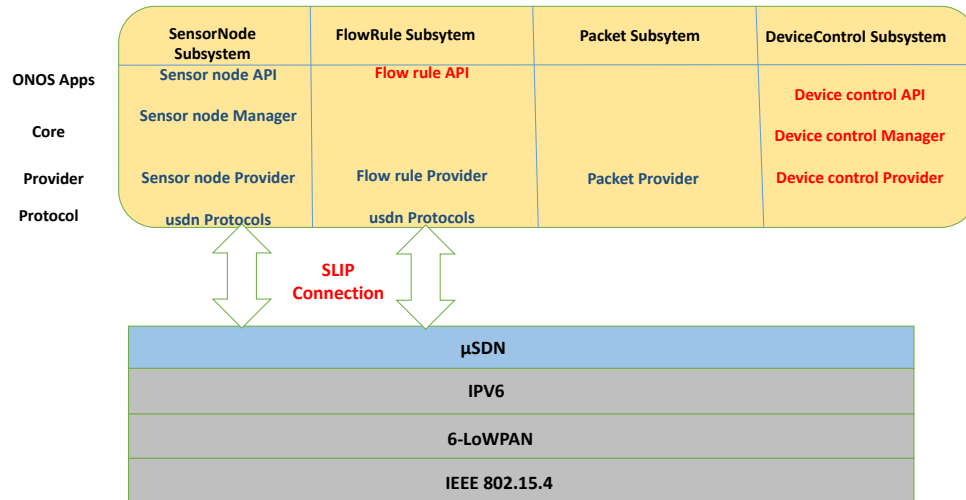 SensorNode
Subsystem
FlowRule Subsytem
Packet Subsytem
DeviceControl Subsystem
ONOS Apps
Sensor node API
Flow rule API
Device control API
Sensor node Manager
Core
Device control Manager
Provider
Sensor node Provider
Flow rule Provider
Packet Provider
Device control Provider
Protocol
usdn Protocols
usdn Protocols
SLIP
Connection
μSDN
IPV6
6-LoWPAN
IEEE 802.15.4